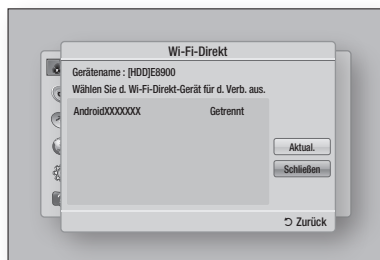 Wi-Fi-Direkt
Gerätename : [HDD]E8900
Wählen Sie d. Wi-Fi-Direkt-Gerät für d. Verb. aus.
AndroidXXXXXXX Getrennt
Aktual.
Schließen
Zurück